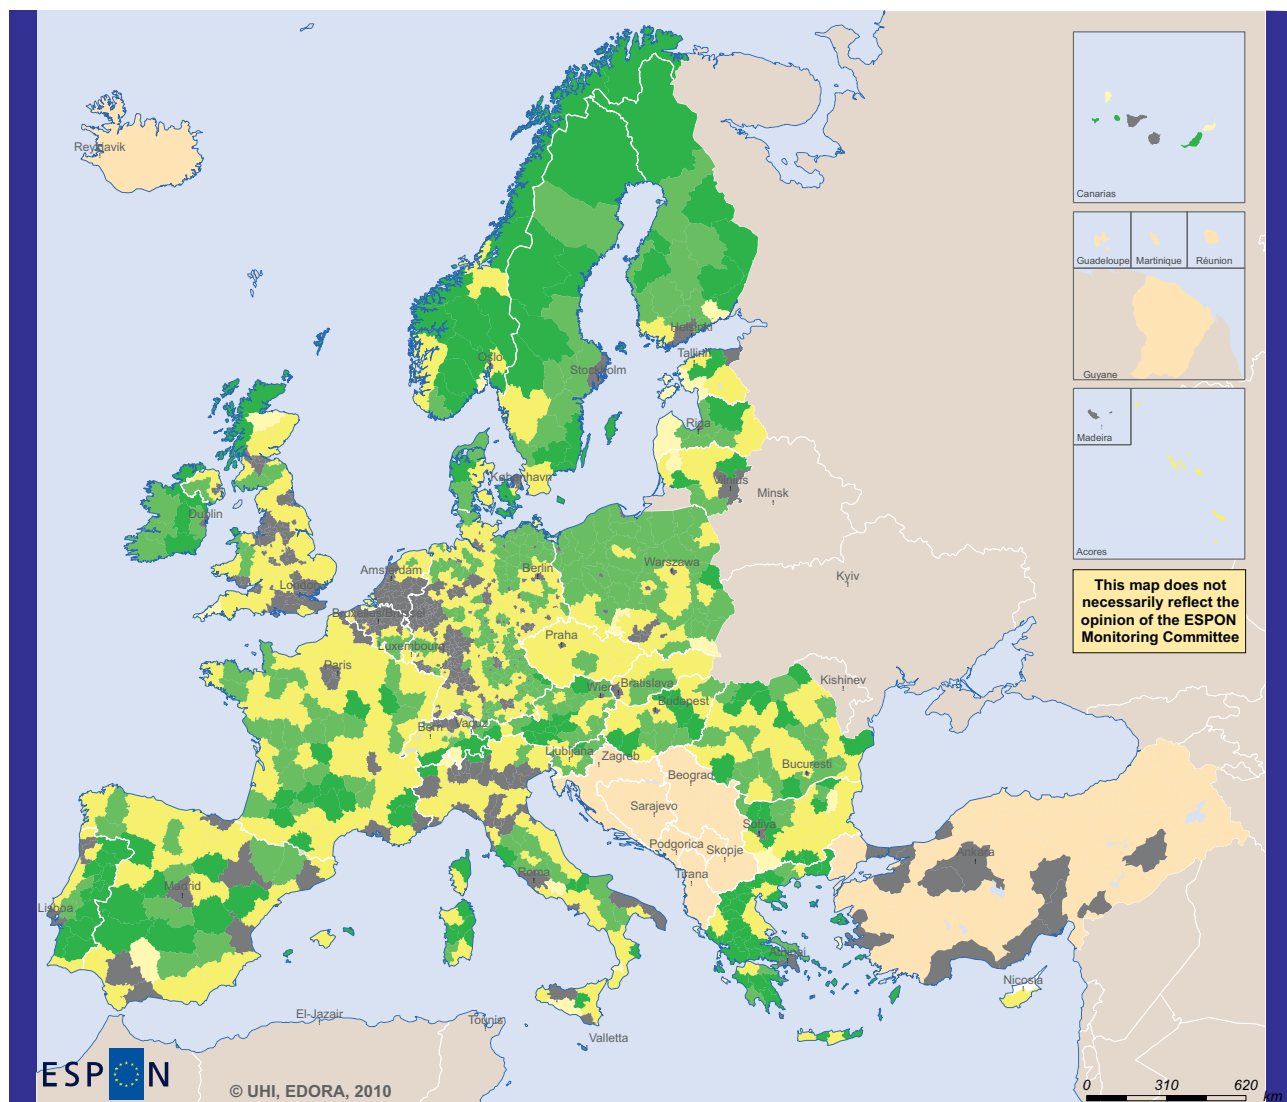 Reykjavik
Canarias
Guadeloupe
Martinique
Réunion
Guyane
Madeira
Acores
This map does not
necessarily reflect the
opinion of the ESPON
Monitoring Committee
Helsinki
Oslo
Tallinn
Stockholm
Riga
København
Vilnius
Minsk
Dublin
Amsterdam
Berlin
Warszawa
London
Kyiv
Bruxelles/Brussel
Praha
Luxembourg
Paris
Wien
Bratislava
Kishinev
Budapest
Bern
Vaduz
Ljubljana
Zagreb
Bucuresti
Beograd
Sarajevo
Sofiya
Podgorica
Skopje
Ankara
Roma
Tirana
Madrid
Lisboa
Athinai
Nicosia
El-Jazair
Tounis
Valletta
ESPON
© UHI, EDORA, 2010
0 310 620
km